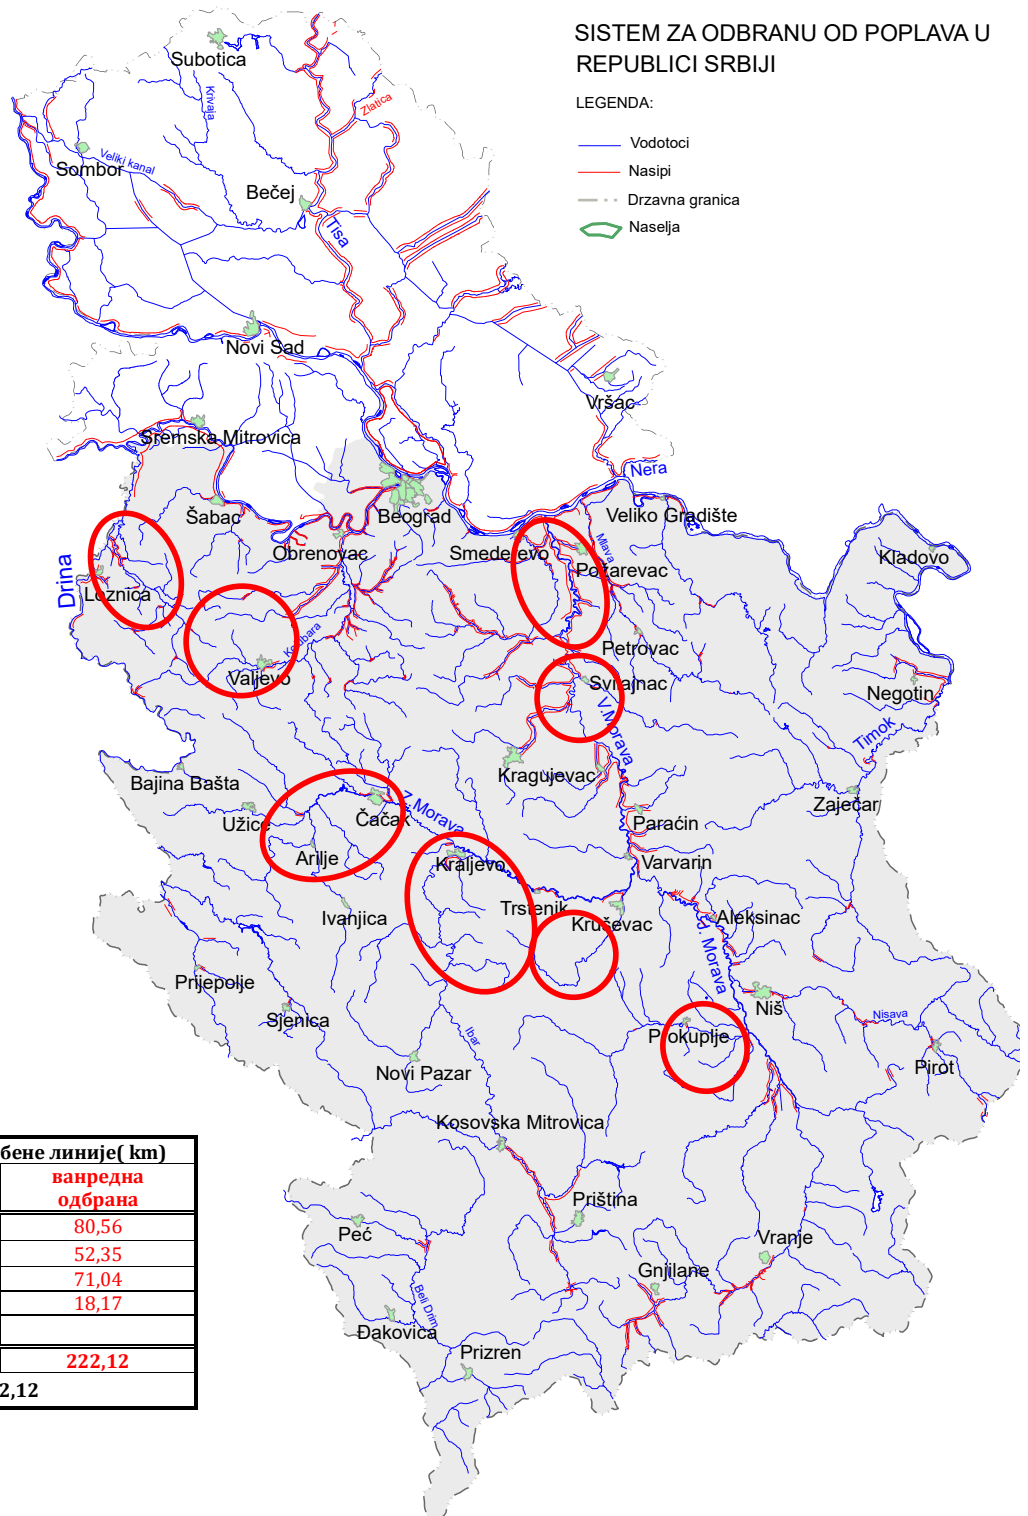 SISTEM ZA ODBRANU OD POPLAVA U
REPUBLICI SRBIJI
LEGENDA:
Vodotoci
Nasipi
Drzavna granica
Naselja
Subotica
Krivaja
Zlatica
Sombor
Veliki kanal
Bečej
Tisa
Novi Sad
Vršac
Sremska Mitrovica
Nera
Šabac
Beograd
Veliko Gradište
Obrenovac
Smederevo
Mlava
Požarevac
Kladovo
Drina
Loznica
Kolubara
Petrovac
Valjevo
Svilajnac
Negotin
V.Morava
Timok
Kragujevac
Bajina Bašta
Zaječar
Užice
Čačak
Z.Morava
Paraćin
Arilje
Kraljevo
Varvarin
Trstenik
Ivanjica
Kruševac
Aleksinac
J. Morava
Prijepolje
Niš
Sjenica
Nisava
Ibar
Prokuplje
Novi Pazar
Pirot
Kosovska Mitrovica
Priština
Peć
Vranje
Gnjilane
Beli Drim
Đakovica
Prizren
бене линије( km)
ванредна
одбрана
80,56
52,35
71,04
18,17
222,12
2,12